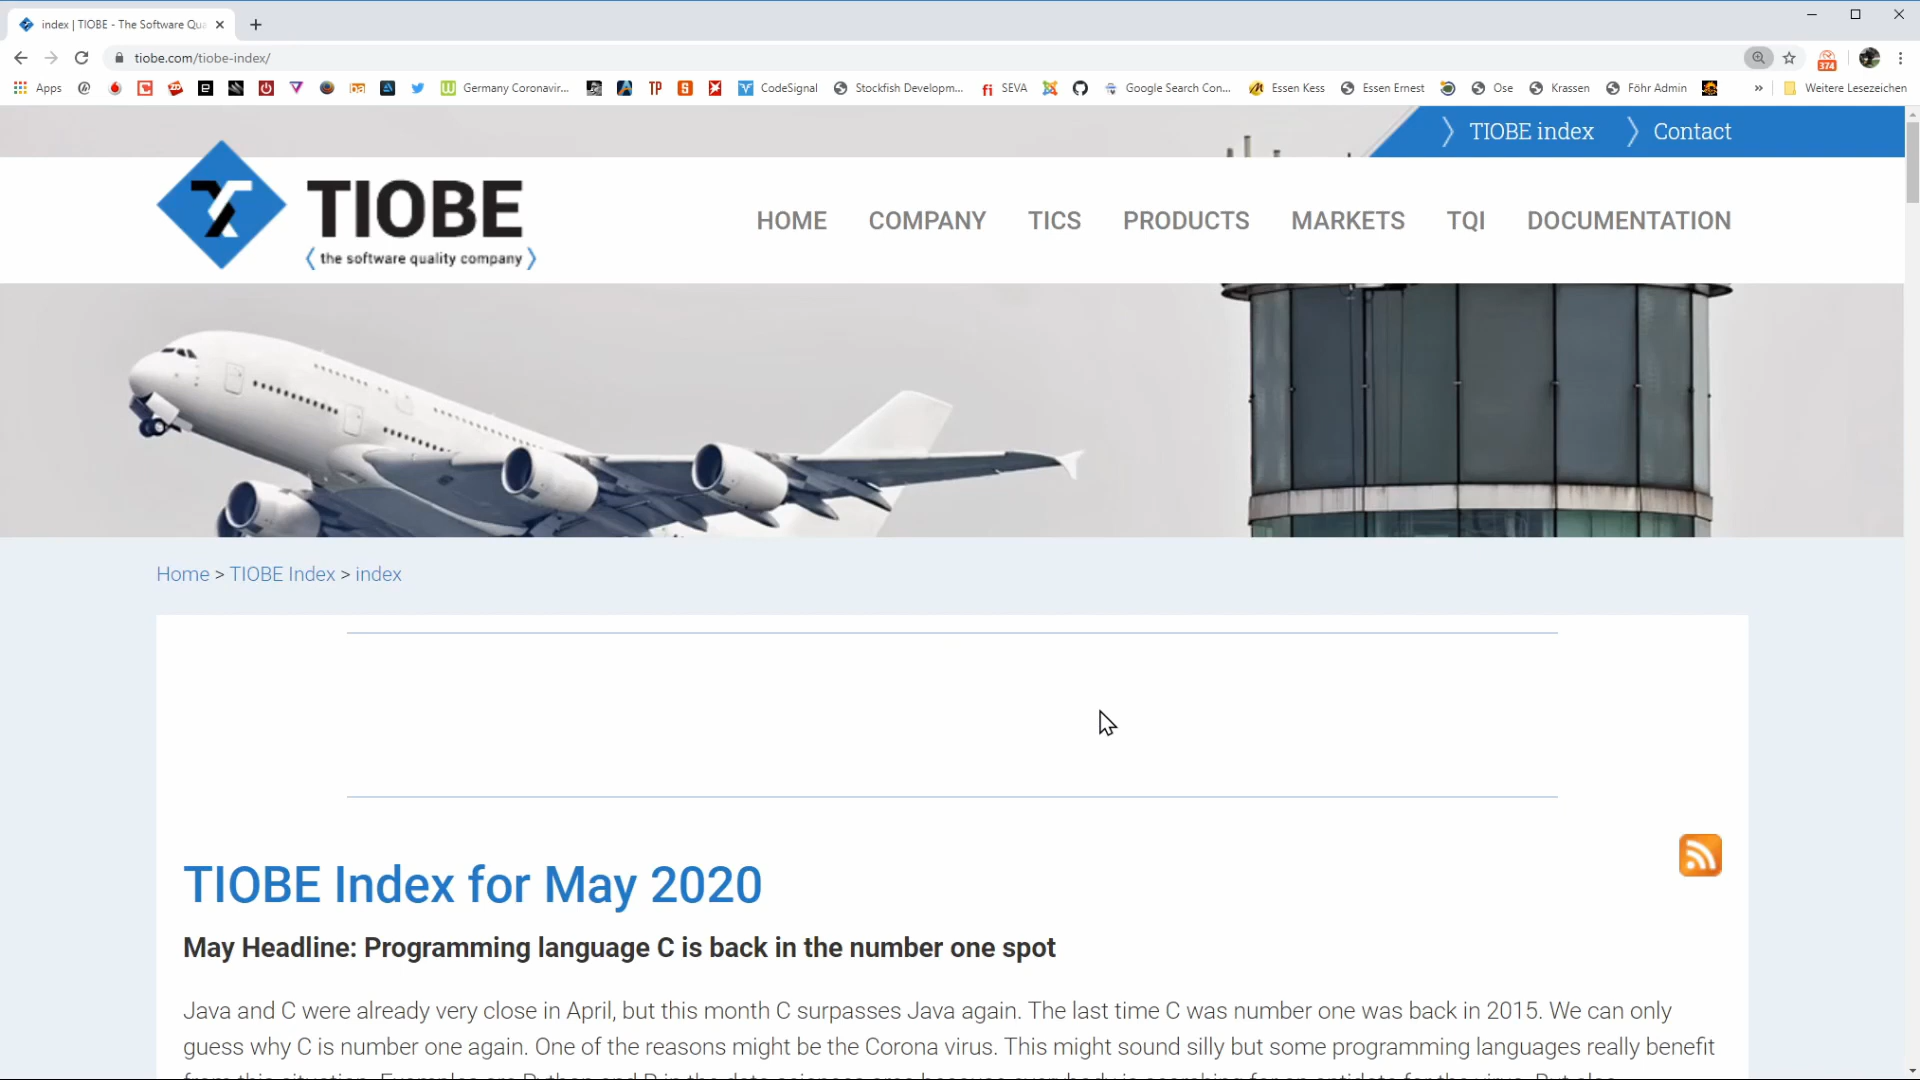 index | TIOBE - The Software Qua
tiobe.com/tiobe-index/
374
Apps
Germany Coronavir...
TP
CodeSignal
Stockfish Developm...
fi SEVA
Google Search Con...
Essen Kess
Essen Ernest
Ose
Krassen
Föhr Admin
»
Weitere Lesezeichen
TIOBE index
Contact
TIOBE
the software quality company
HOME
COMPANY
TICS
PRODUCTS
MARKETS
TQI
DOCUMENTATION
Home > TIOBE Index > index
TIOBE Index for May 2020
May Headline: Programming language C is back in the number one spot
Java and C were already very close in April, but this month C surpasses Java again. The last time C was number one was back in 2015. We can only
guess why C is number one again. One of the reasons might be the Corona virus. This might sound silly but some programming languages really benefit